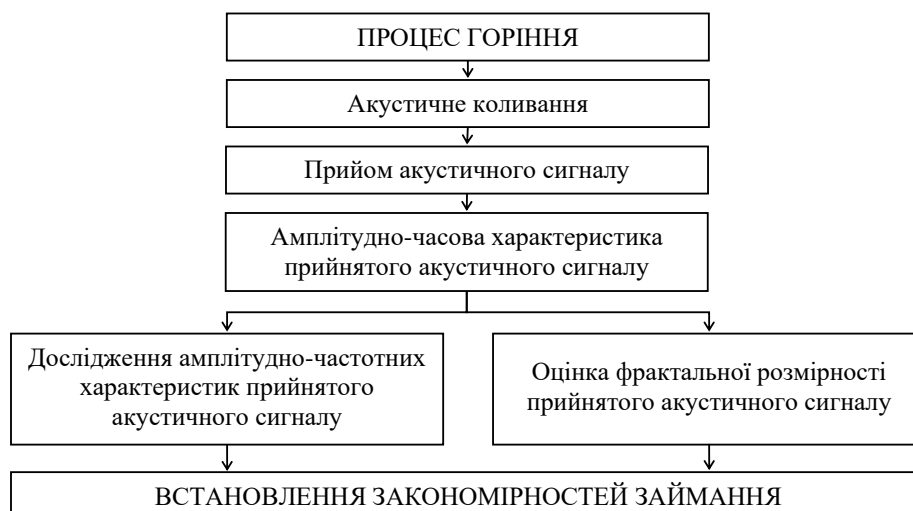 ПРОЦЕС ГОРІННЯ
Акустичне коливання
Прийом акустичного сигналу
Амплітудно-часова характеристика
прийнятого акустичного сигналу
Дослідження амплітудно-частотних
характеристик прийнятого
акустичного сигналу
Оцінка фрактальної розмірності
прийнятого акустичного сигналу
ВСТАНОВЛЕННЯ ЗАКОНОМІРНОСТЕЙ ЗАЙМАННЯ